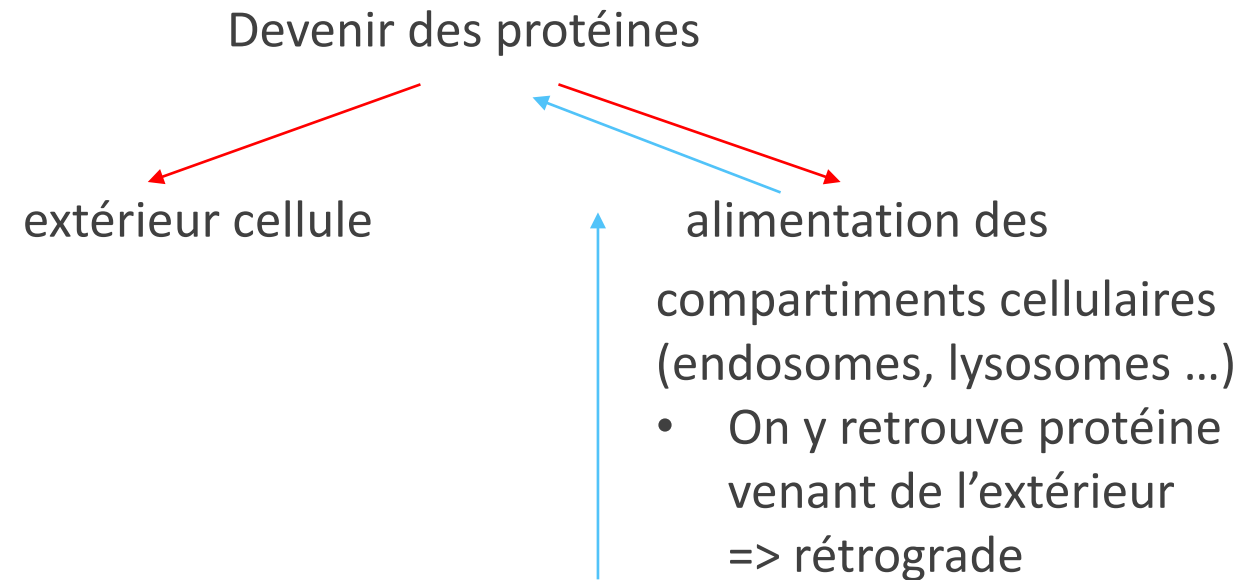 Devenir des protéines
extérieur cellule
alimentation des
compartiments cellulaires
(endosomes, lysosomes …)
• On y retrouve protéine
venant de l’extérieur
=> rétrograde